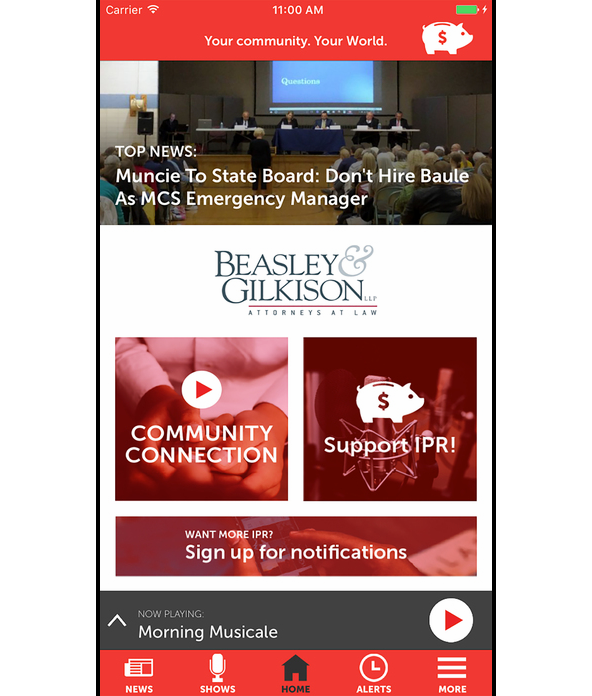 Carrier 11:00 AM
Your community. Your World.
$
Questions
TOP NEWS:
Muncie To State Board: Don't Hire Baule
As MCS Emergency Manager
BEASLEY &
GILKISON LLP
ATTORNEYS AT LAW
COMMUNITY
CONNECTION
$
Support IPR!
WANT MORE IPR?
Sign up for notifications
NOW PLAYING:
Morning Musicale
NEWS SHOWS HOME ALERTS MORE